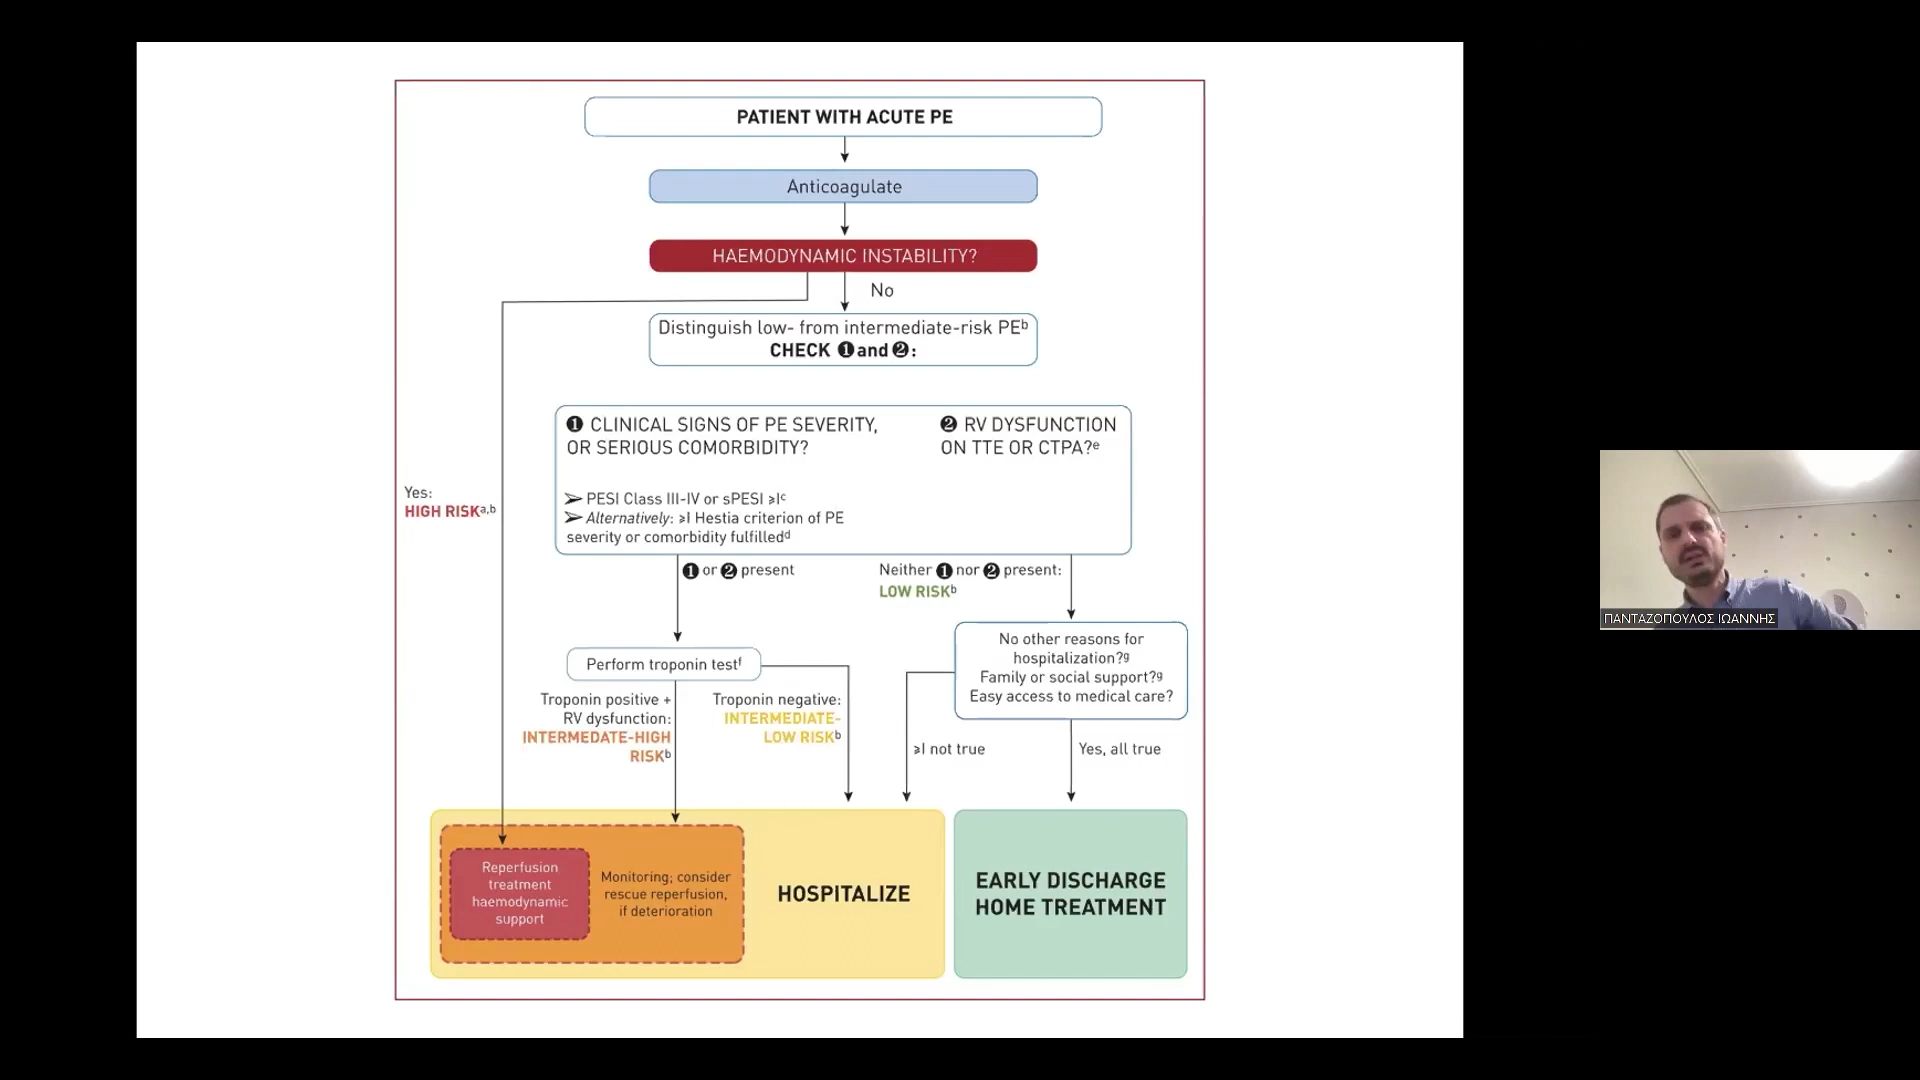 PATIENT WITH ACUTE PE
Anticoagulate
HAEMODYNAMIC INSTABILITY?
No
Distinguish low- from intermediate-risk PEᵇ
CHECK ❶ and ❷:
❶ CLINICAL SIGNS OF PE SEVERITY,
OR SERIOUS COMORBIDITY?
➢ PESI Class III-IV or sPESI ⩾Iᶜ
➢ Alternatively: ⩾I Hestia criterion of PE
severity or comorbidity fulfilledᵈ
❷ RV DYSFUNCTION
ON TTE OR CTPA?ᵉ
Yes:
HIGH RISKᵃ,ᵇ
❶ or ❷ present
Neither ❶ nor ❷ present:
LOW RISKᵇ
Perform troponin testᶠ
No other reasons for
hospitalization?ᵍ
Family or social support?ᵍ
Easy access to medical care?
Troponin positive +
RV dysfunction:
INTERMEDATE-HIGH
RISKᵇ
Troponin negative:
INTERMEDIATE-
LOW RISKᵇ
⩾I not true
Yes, all true
Reperfusion
treatment
haemodynamic
support
Monitoring; consider
rescue reperfusion,
if deterioration
HOSPITALIZE
EARLY DISCHARGE
HOME TREATMENT
ΠΑΝΤΑΖΟΠΟΥΛΟΣ ΙΩΑΝΝΗΣ